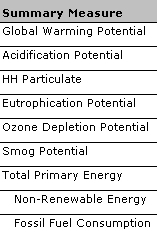 Summary Measure
Global Warming Potential
Acidification Potential
HH Particulate
Eutrophication Potential
Ozone Depletion Potential
Smog Potential
Total Primary Energy
Non-Renewable Energy
Fossil Fuel Consumption